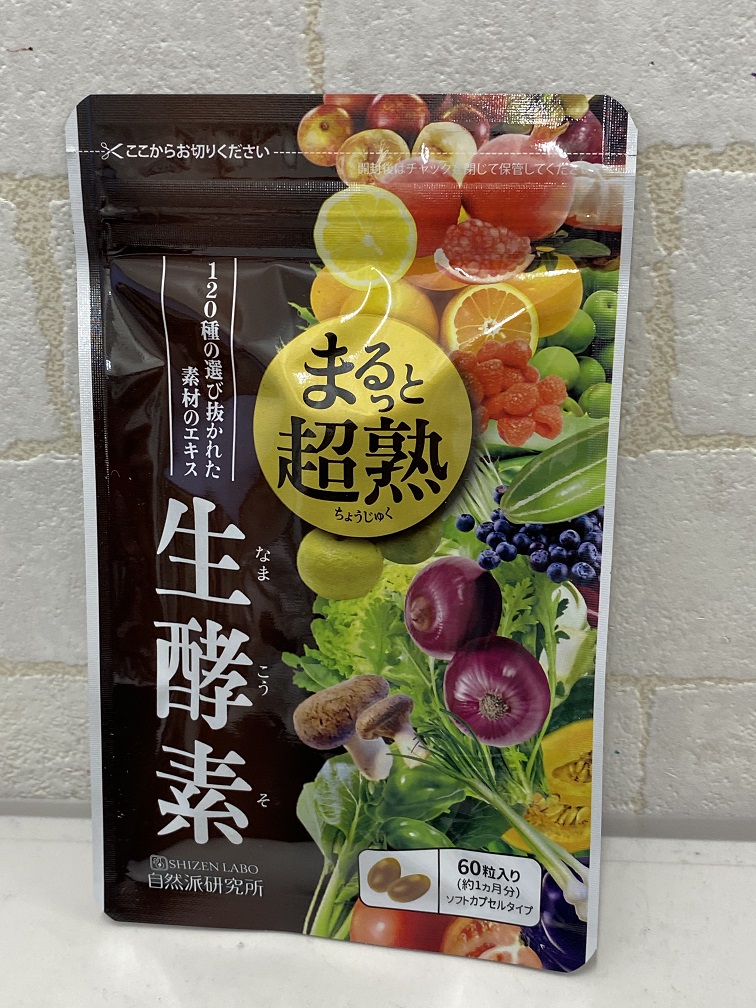 ここからお切りください
開封後はチャックを閉じて保管してください
120種の選び抜かれた
素材のエキス
まるっと
超熟
ちょうじゅく
生酵素
なま
こう
そ
SHIZEN LABO
自然派研究所
60粒入り
(約1ヵ月分)
ソフトカプセルタイプ